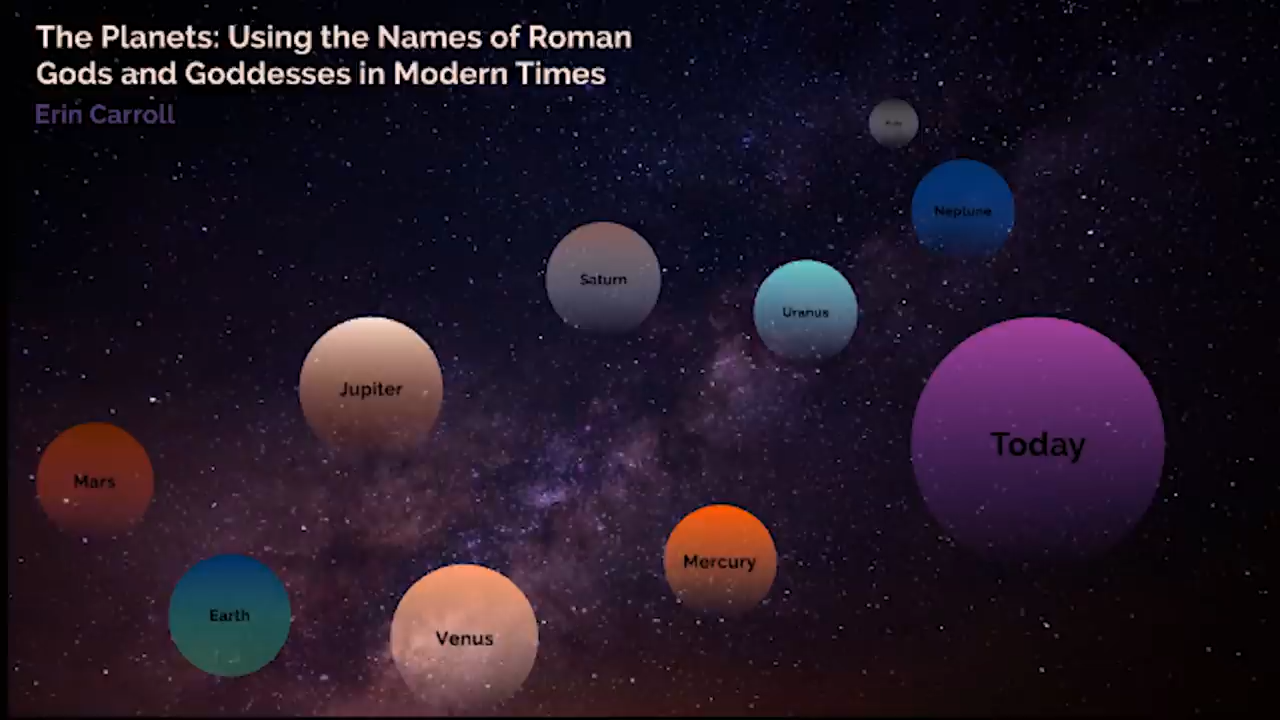 The Planets: Using the Names of Roman
Gods and Goddesses in Modern Times
Erin Carroll
Neptune
Saturn
Uranus
Jupiter
Today
Mars
Mercury
Earth
Venus